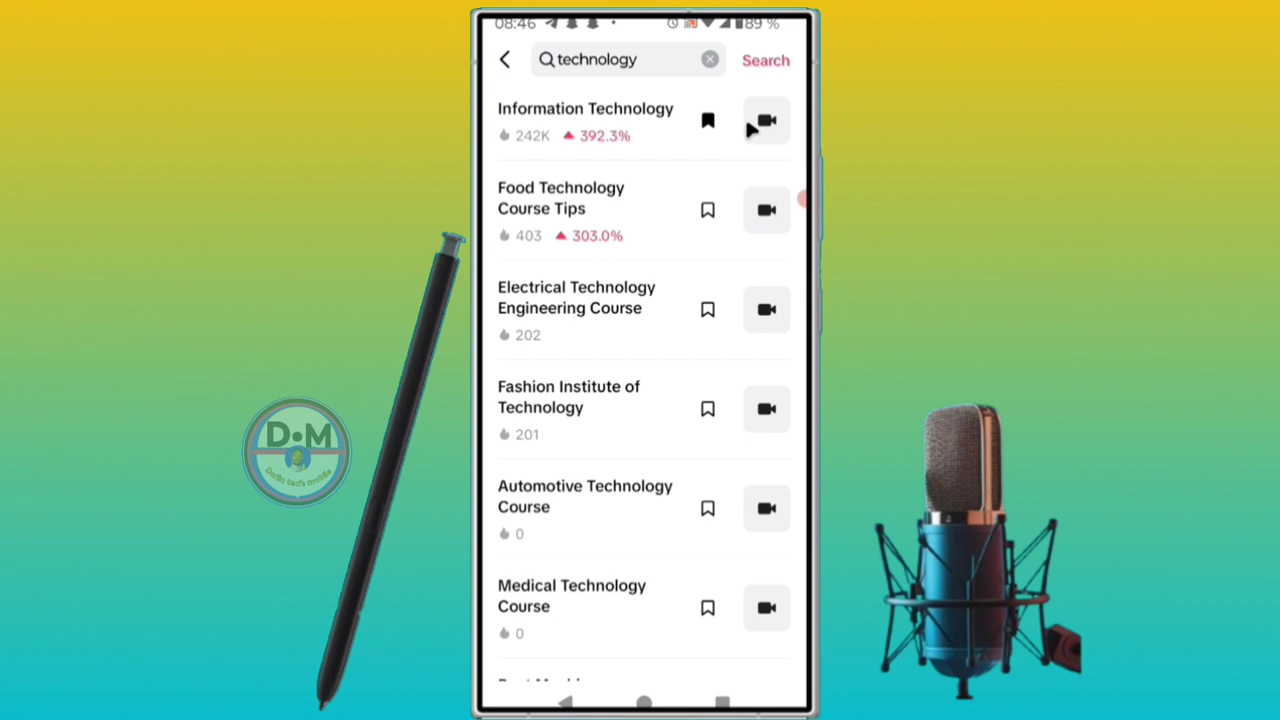 08:46
89 %
technology
Search
Information Technology
242K 392.3%
Food Technology
Course Tips
403 303.0%
Electrical Technology
Engineering Course
202
Fashion Institute of
Technology
201
Automotive Technology
Course
0
Medical Technology
Course
0
D•M